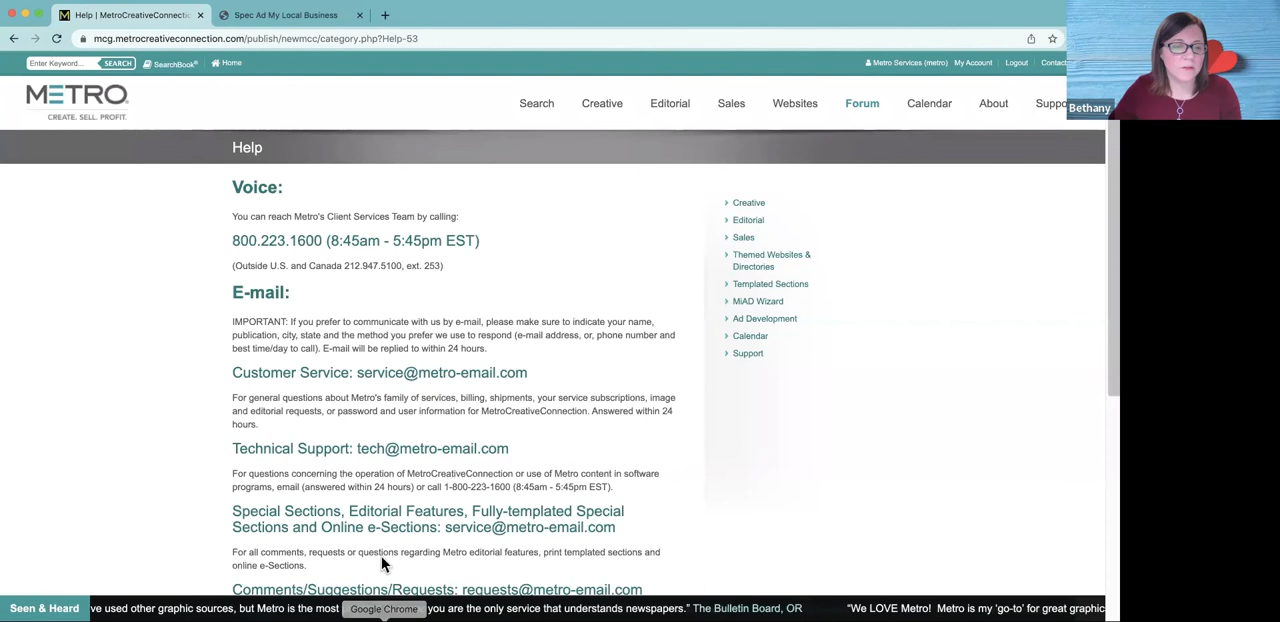 Help | MetroCreativeConnectic
Spec Ad My Local Business
mcg.metrocreativeconnection.com/publish/newmcc/category.php?Help-53
Enter Keyword...
SEARCH
SearchBook®
Home
Metro Services (metro)
My Account
Logout
Contac
METRO
CREATE. SELL. PROFIT.
Search
Creative
Editorial
Sales
Websites
Forum
Calendar
About
Suppo
Bethany
Help
Voice:
You can reach Metro's Client Services Team by calling:
800.223.1600 (8:45am - 5:45pm EST)
(Outside U.S. and Canada 212.947.5100, ext. 253)
E-mail:
IMPORTANT: If you prefer to communicate with us by e-mail, please make sure to indicate your name,
publication, city, state and the method you prefer we use to respond (e-mail address, or, phone number and
best time/day to call). E-mail will be replied to within 24 hours.
Customer Service: service@metro-email.com
For general questions about Metro's family of services, billing, shipments, your service subscriptions, image
and editorial requests, or password and user information for MetroCreativeConnection. Answered within 24
hours.
Technical Support: tech@metro-email.com
For questions concerning the operation of MetroCreativeConnection or use of Metro content in software
programs, email (answered within 24 hours) or call 1-800-223-1600 (8:45am - 5:45pm EST).
Special Sections, Editorial Features, Fully-templated Special
Sections and Online e-Sections: service@metro-email.com
For all comments, requests or questions regarding Metro editorial features, print templated sections and
online e-Sections.
Comments/Suggestions/Requests: requests@metro-email.com
Creative
Editorial
Sales
Themed Websites &
Directories
Templated Sections
MiAD Wizard
Ad Development
Calendar
Support
Seen & Heard
've used other graphic sources, but Metro is the most
Google Chrome
you are the only service that understands newspapers." The Bulletin Board, OR
"We LOVE Metro! Metro is my 'go-to' for great graphic